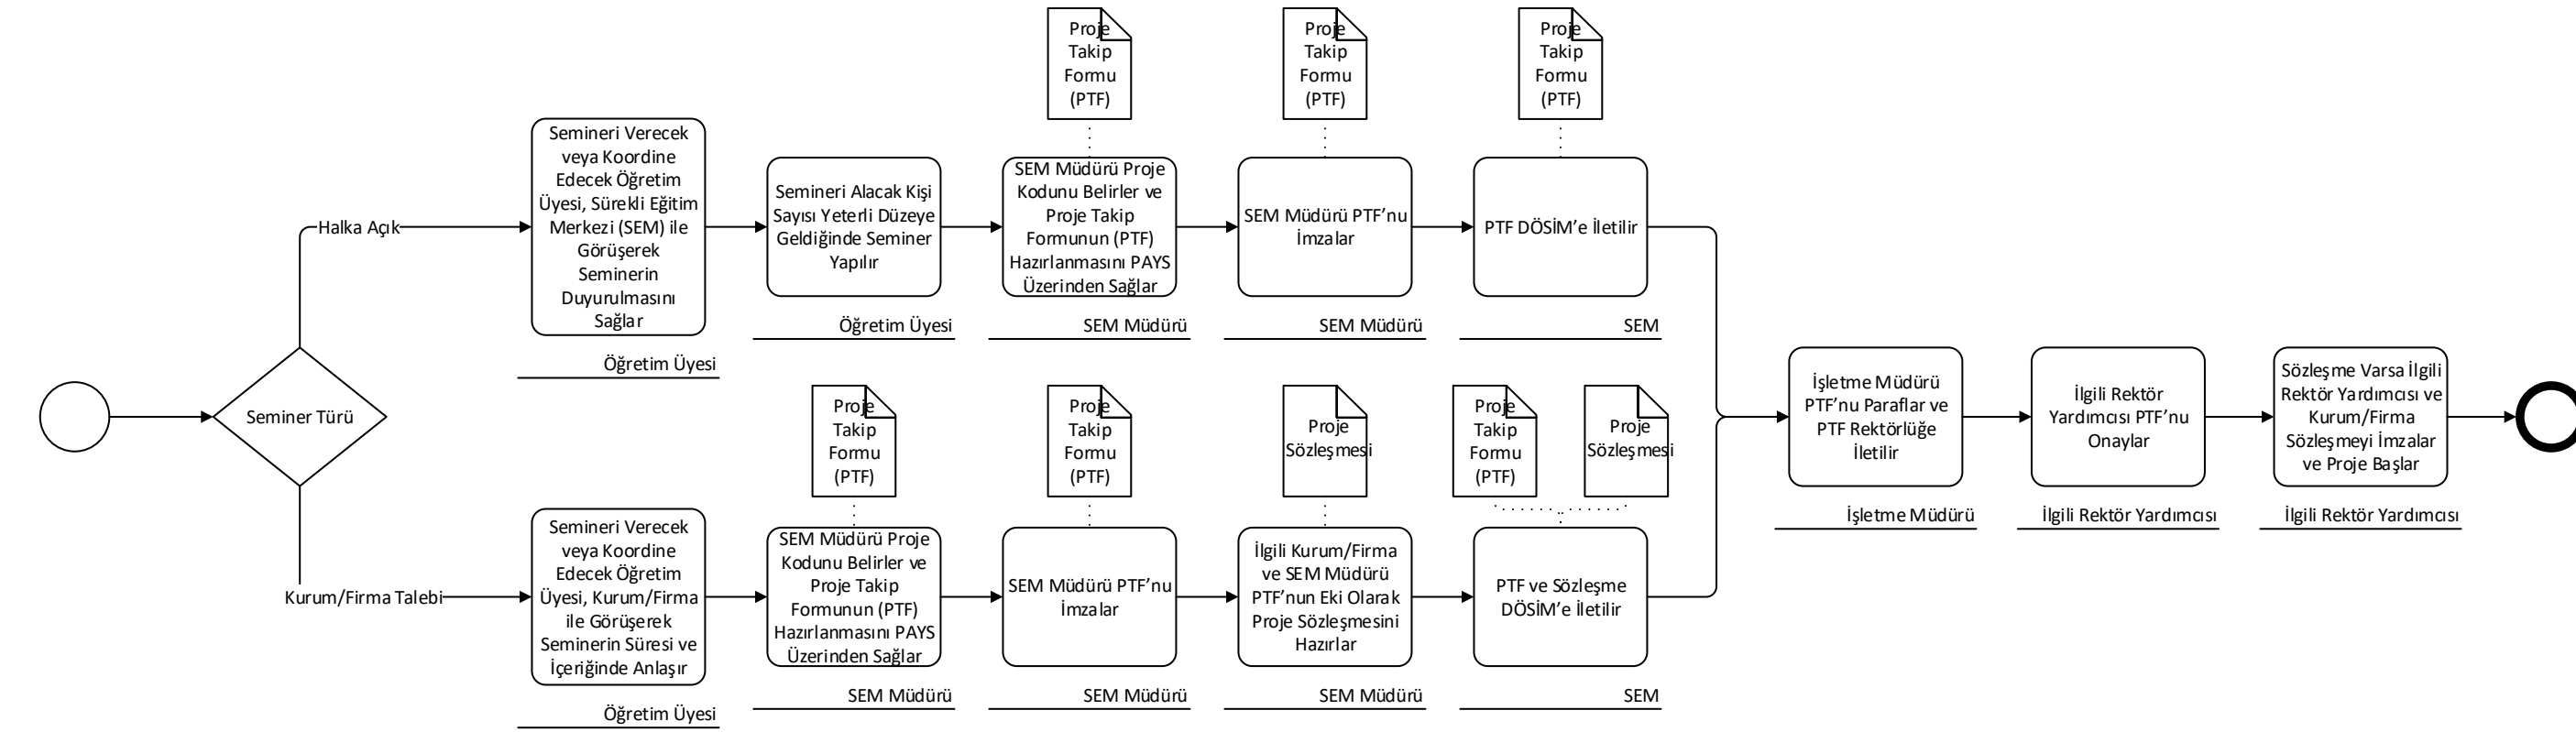 Proje
Takip
Formu
(PTF)
Proje
Takip
Formu
(PTF)
Proje
Takip
Formu
(PTF)
Seminer Türü
Halka Açık
Semineri Verecek
veya Koordine
Edecek Öğretim
Üyesi, Sürekli Eğitim
Merkezi (SEM) ile
Görüşerek
Seminerin
Duyurulmasını
Sağlar
Öğretim Üyesi
Semineri Alacak Kişi
Sayısı Yeterli Düzeye
Geldiğinde Seminer
Yapılır
Öğretim Üyesi
SEM Müdürü Proje
Kodunu Belirler ve
Proje Takip
Formunun (PTF)
Hazırlanmasını PAYS
Üzerinden Sağlar
SEM Müdürü
SEM Müdürü PTF’nu
İmzalar
SEM Müdürü
PTF DÖSİM’e İletilir
SEM
Proje
Takip
Formu
(PTF)
Proje
Takip
Formu
(PTF)
Proje
Sözleşmesi
Proje
Takip
Formu
(PTF)
Proje
Sözleşmesi
Kurum/Firma Talebi
Semineri Verecek
veya Koordine
Edecek Öğretim
Üyesi, Kurum/Firma
ile Görüşerek
Seminerin Süresi ve
İçeriğinde Anlaşır
Öğretim Üyesi
SEM Müdürü Proje
Kodunu Belirler ve
Proje Takip
Formunun (PTF)
Hazırlanmasını PAYS
Üzerinden Sağlar
SEM Müdürü
SEM Müdürü PTF’nu
İmzalar
SEM Müdürü
İlgili Kurum/Firma
ve SEM Müdürü
PTF’nun Eki Olarak
Proje Sözleşmesini
Hazırlar
SEM Müdürü
PTF ve Sözleşme
DÖSİM’e İletilir
SEM
İşletme Müdürü
PTF’nu Paraflar ve
PTF Rektörlüğe
İletilir
İşletme Müdürü
İlgili Rektör
Yardımcısı PTF’nu
Onaylar
İlgili Rektör Yardımcısı
Sözleşme Varsa İlgili
Rektör Yardımcısı ve
Kurum/Firma
Sözleşmeyi İmzalar
ve Proje Başlar
İlgili Rektör Yardımcısı